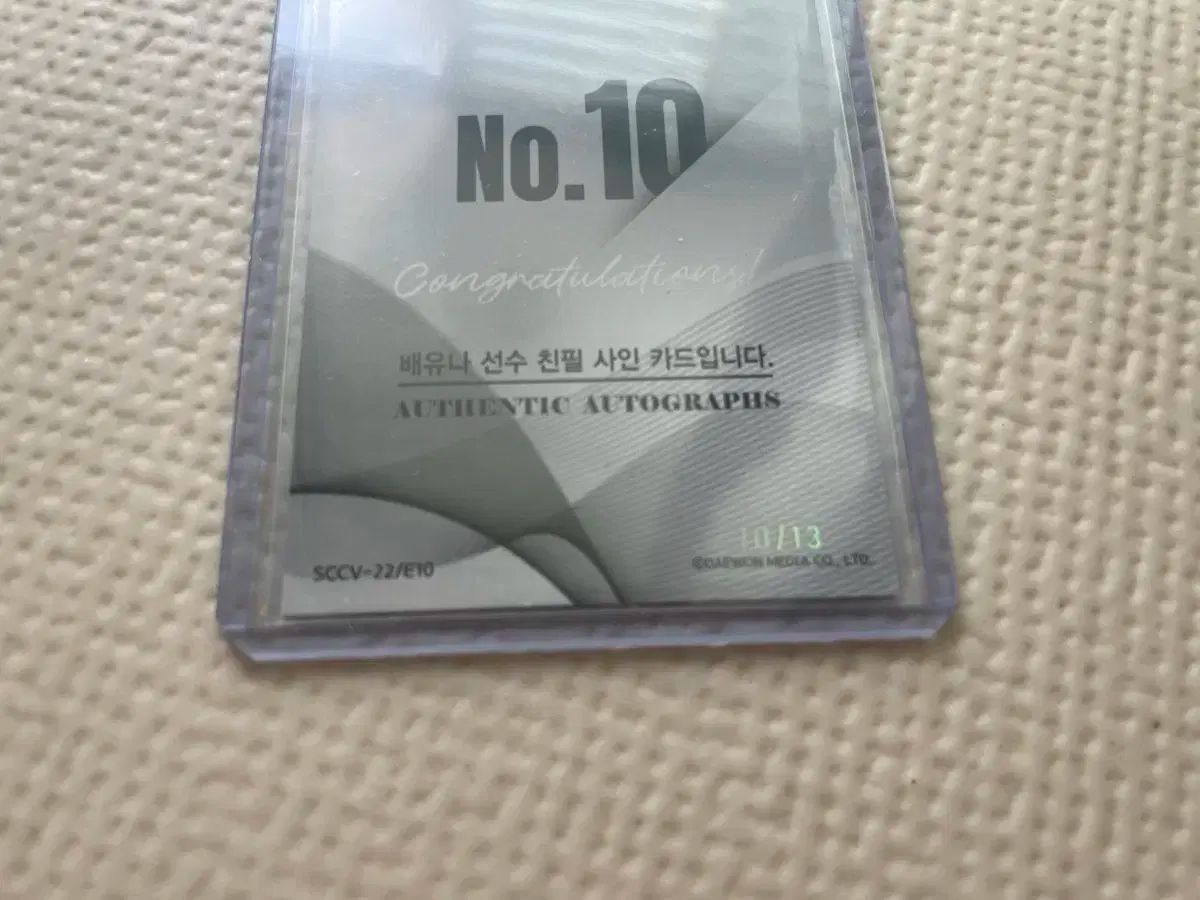 No.10
Congratulations!
배유나 선수 친필 사인 카드입니다.
AUTHENTIC AUTOGRAPHS
10/13
SCCV-22/E10
©DAEWON MEDIA CO., LTD.